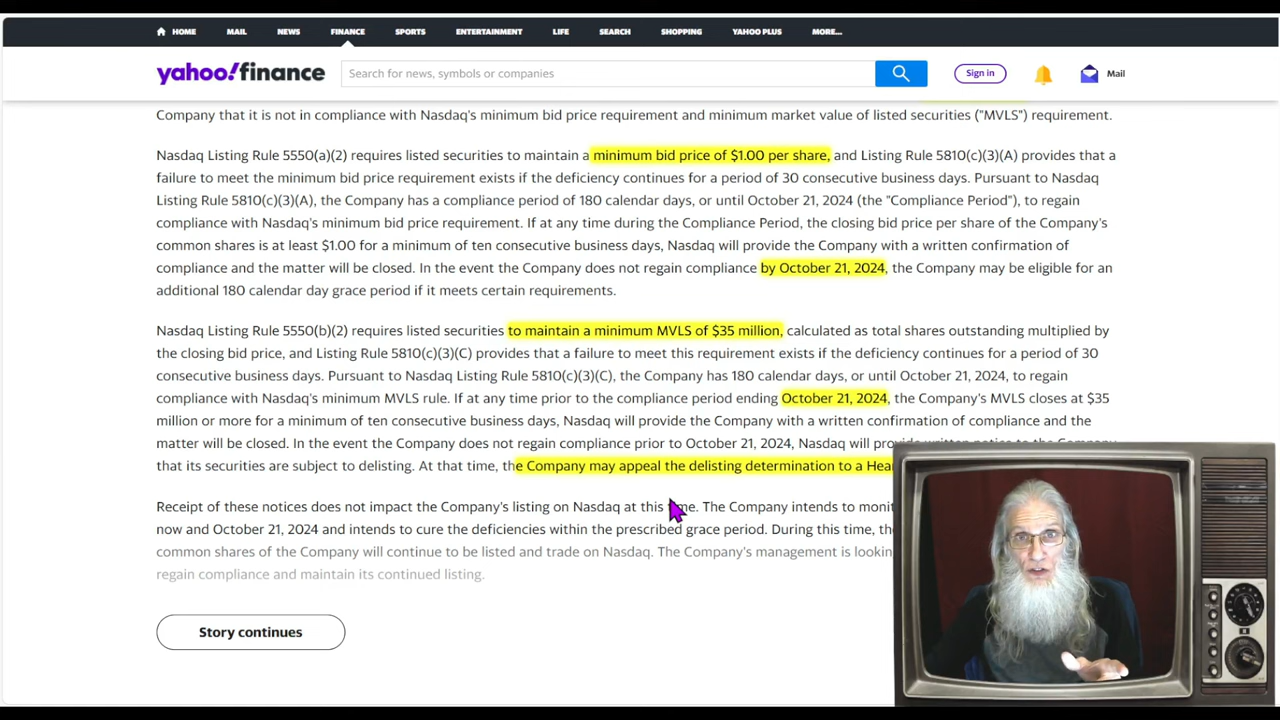 HOME MAIL NEWS FINANCE SPORTS ENTERTAINMENT LIFE SEARCH SHOPPING YAHOO PLUS MORE...
yahoo!finance Search for news, symbols or companies Sign in Mail
Company that it is not in compliance with Nasdaq's minimum bid price requirement and minimum market value of listed securities ("MVLS") requirement.
Nasdaq Listing Rule 5550(a)(2) requires listed securities to maintain a minimum bid price of $1.00 per share, and Listing Rule 5810(c)(3)(A) provides that a
failure to meet the minimum bid price requirement exists if the deficiency continues for a period of 30 consecutive business days. Pursuant to Nasdaq
Listing Rule 5810(c)(3)(A), the Company has a compliance period of 180 calendar days, or until October 21, 2024 (the "Compliance Period"), to regain
compliance with Nasdaq's minimum bid price requirement. If at any time during the Compliance Period, the closing bid price per share of the Company's
common shares is at least $1.00 for a minimum of ten consecutive business days, Nasdaq will provide the Company with a written confirmation of
compliance and the matter will be closed. In the event the Company does not regain compliance by October 21, 2024, the Company may be eligible for an
additional 180 calendar day grace period if it meets certain requirements.
Nasdaq Listing Rule 5550(b)(2) requires listed securities to maintain a minimum MVLS of $35 million, calculated as total shares outstanding multiplied by
the closing bid price, and Listing Rule 5810(c)(3)(C) provides that a failure to meet this requirement exists if the deficiency continues for a period of 30
consecutive business days. Pursuant to Nasdaq Listing Rule 5810(c)(3)(C), the Company has 180 calendar days, or until October 21, 2024, to regain
compliance with Nasdaq's minimum MVLS rule. If at any time prior to the compliance period ending October 21, 2024, the Company's MVLS closes at $35
million or more for a minimum of ten consecutive business days, Nasdaq will provide the Company with a written confirmation of compliance and the
matter will be closed. In the event the Company does not regain compliance prior to October 21, 2024, Nasdaq will provide written notice to the Company
that its securities are subject to delisting. At that time, the Company may appeal the delisting determination to a
Receipt of these notices does not impact the Company's listing on Nasdaq at this time. The Company intends to
now and October 21, 2024 and intends to cure the deficiencies within the prescribed grace period. During this time,
common shares of the Company will continue to be listed and trade on Nasdaq. The Company's management is
regain compliance and maintain its continued listing.
Story continues